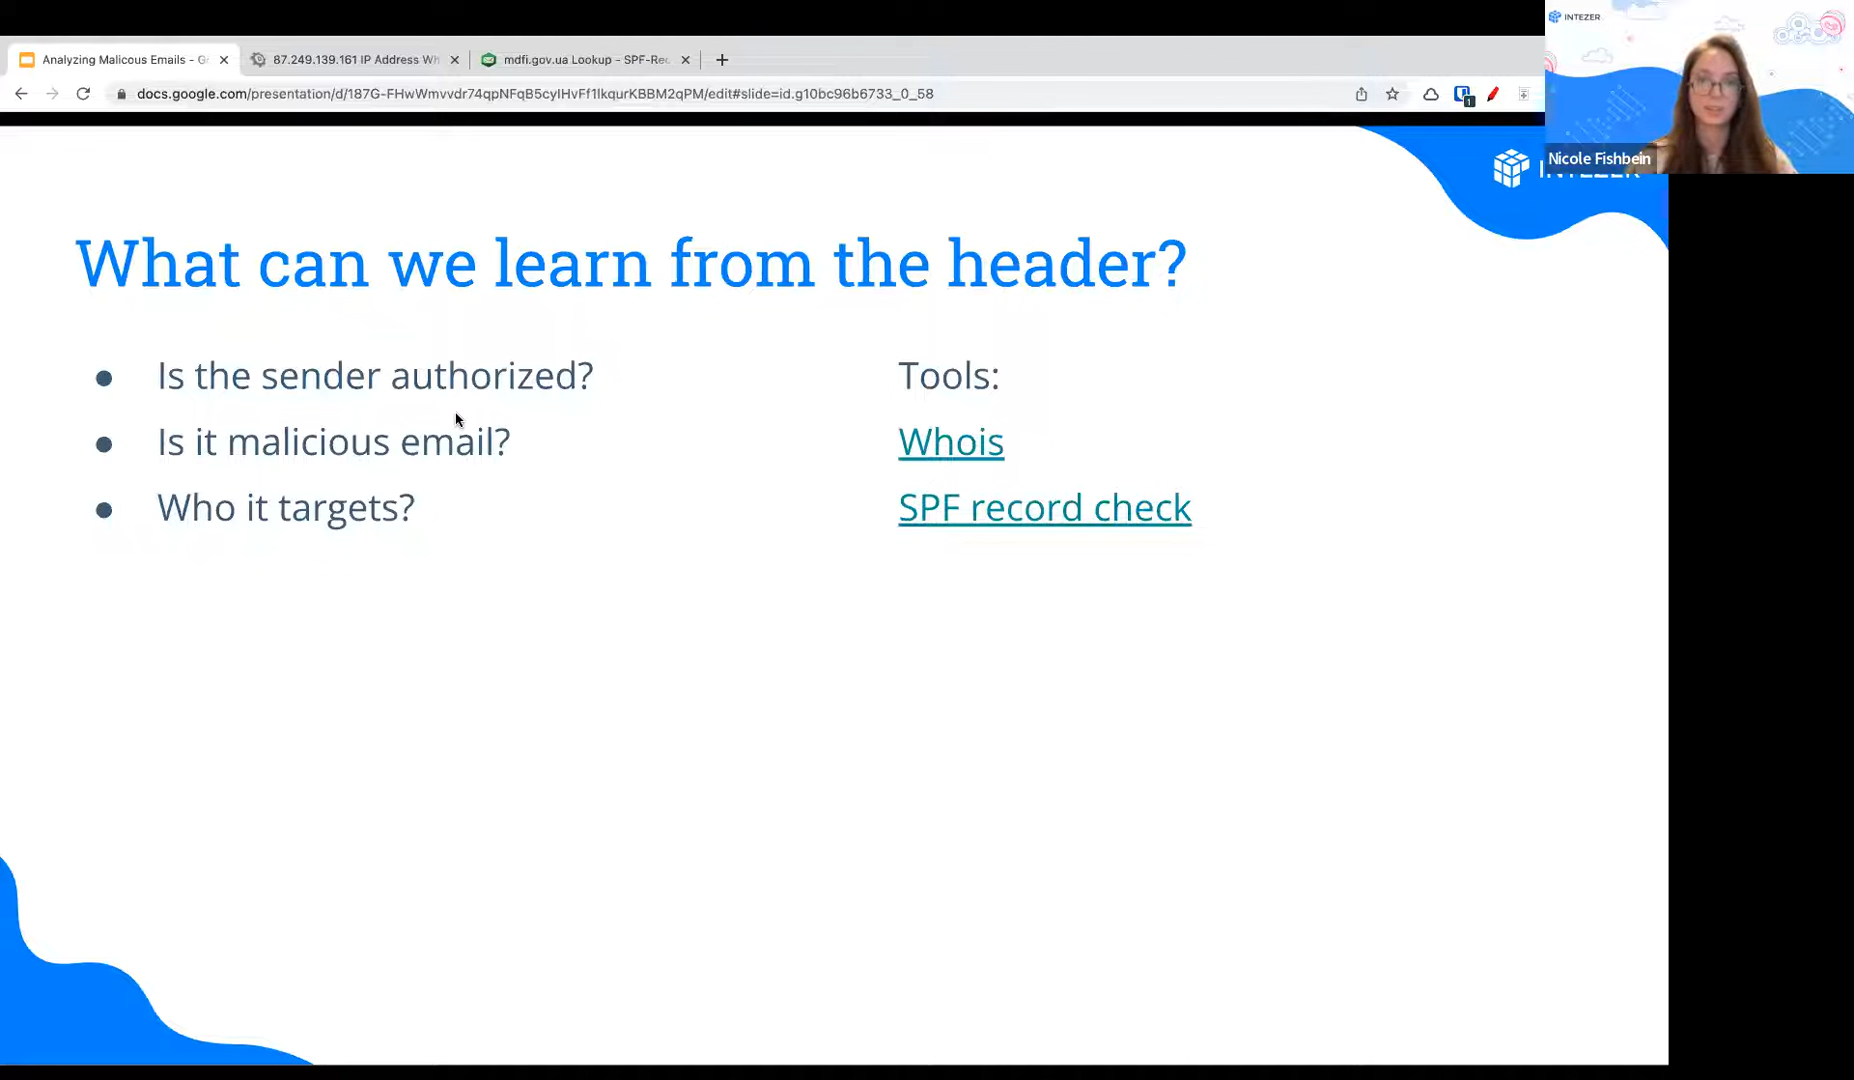 Analyzing Malicous Emails - G
87.249.139.161 IP Address Wh
mdfi.gov.ua Lookup - SPF-Rec
docs.google.com/presentation/d/187G-FHwWmvvdr74qpNFqB5cyIHvFf1lkqurKBBM2qPM/edit#slide=id.g10bc96b6733_0_58
1
INTEZER
Nicole Fishbein
INTEZER
What can we learn from the header?
Is the sender authorized?
Is it malicious email?
Who it targets?
Tools:
Whois
SPF record check